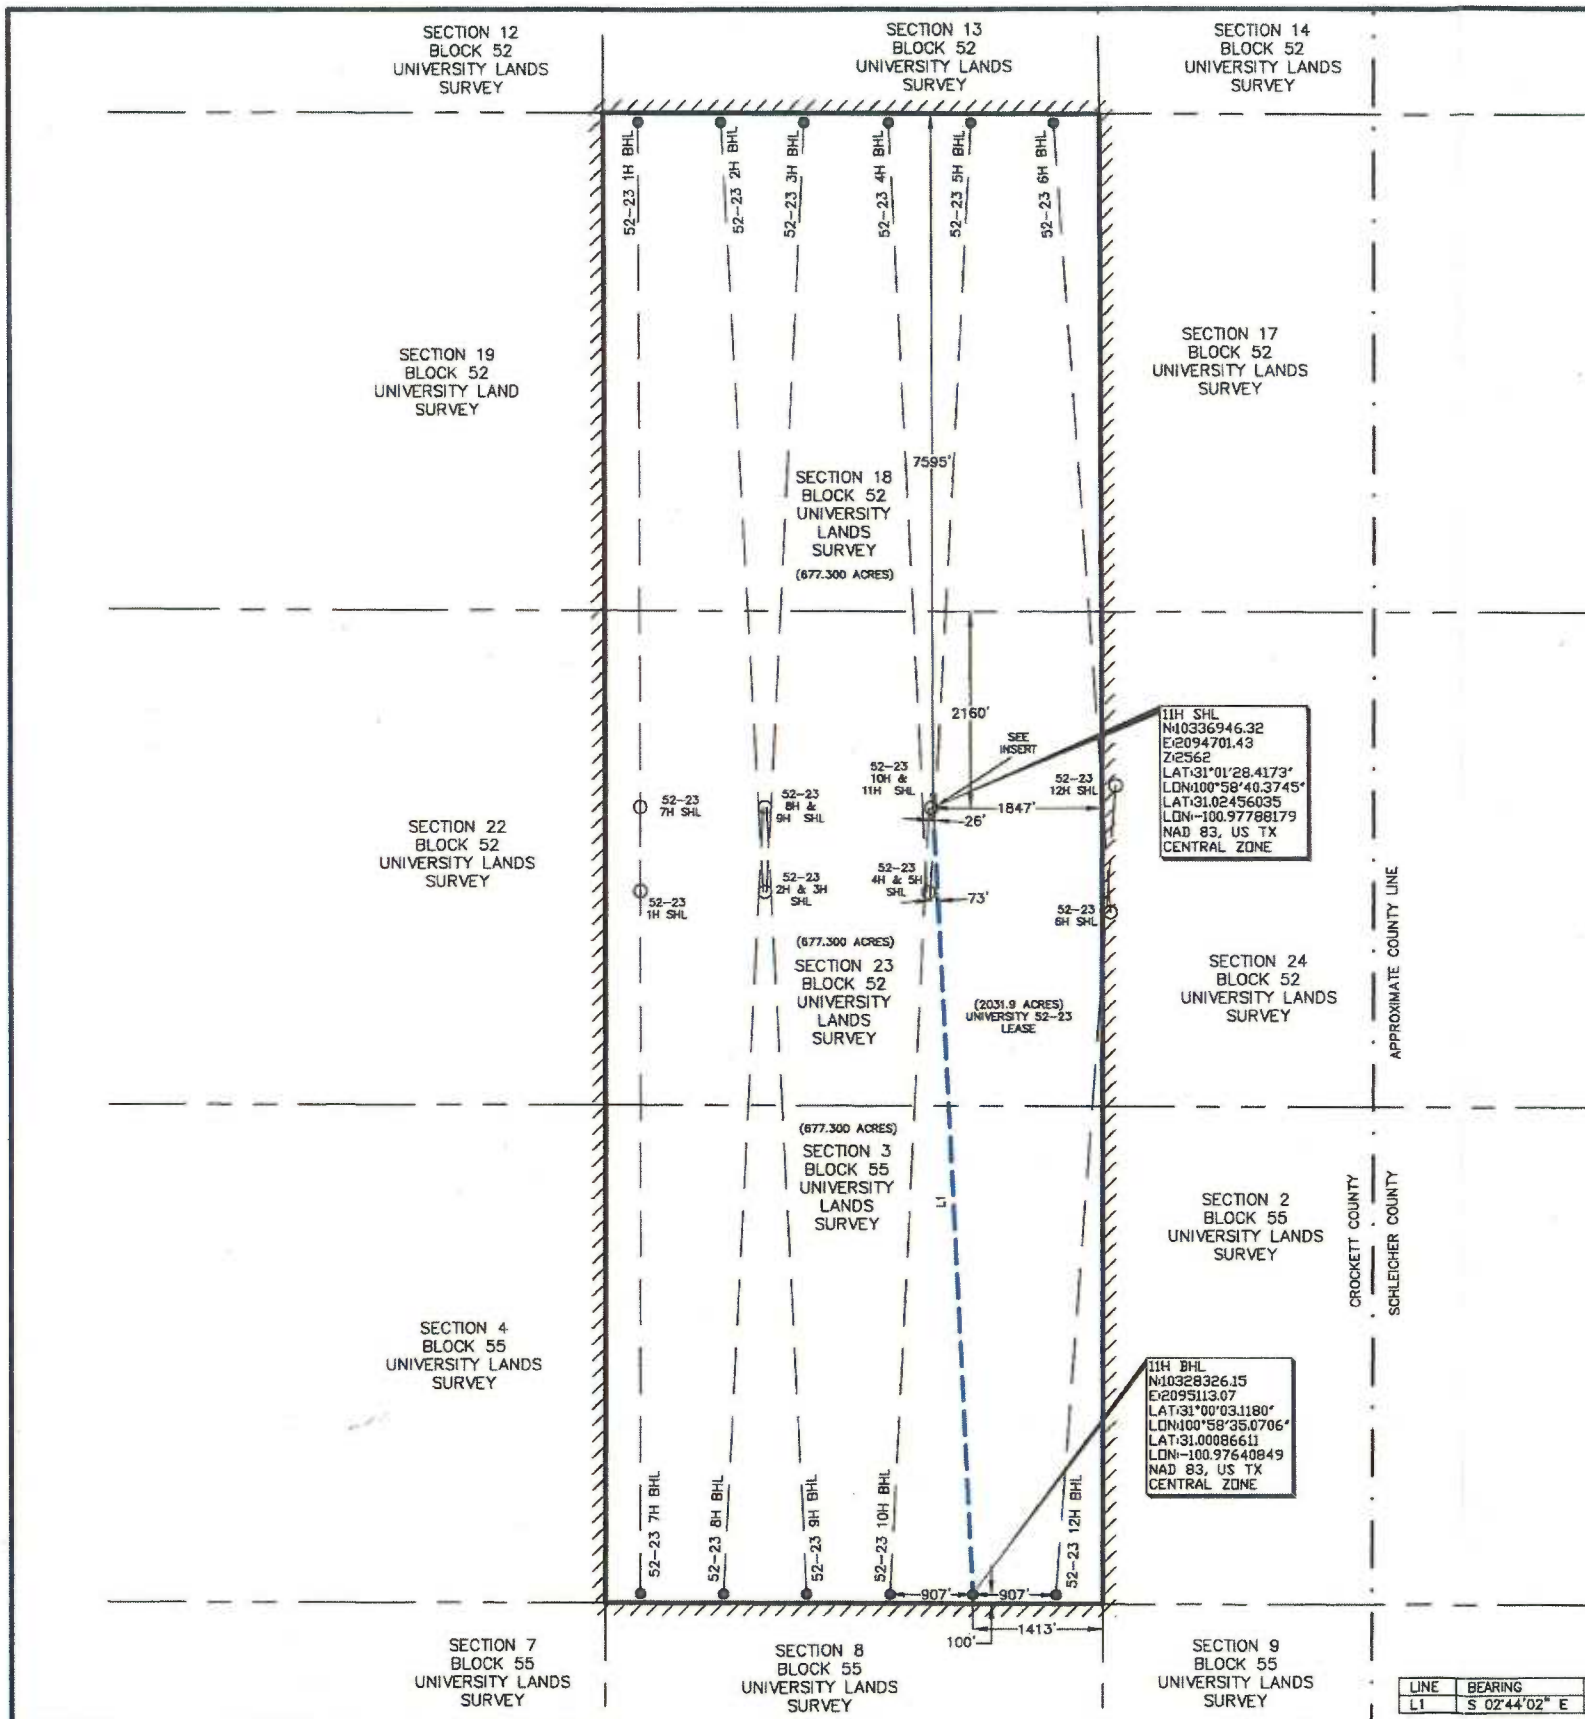 SECTION 12
BLOCK 52
UNIVERSITY LANDS
SURVEY
SECTION 13
BLOCK 52
UNIVERSITY LANDS
SURVEY
SECTION 14
BLOCK 52
UNIVERSITY LANDS
SURVEY
52-23 1H BHL
52-23 2H BHL
52-23 3H BHL
52-23 4H BHL
52-23 5H BHL
52-23 6H BHL
SECTION 19
BLOCK 52
UNIVERSITY LAND
SURVEY
SECTION 17
BLOCK 52
UNIVERSITY LANDS
SURVEY
7595'
SECTION 18
BLOCK 52
UNIVERSITY
LANDS
SURVEY
(677.300 ACRES)
2160'
SEE
INSERT
11H SHL
N:10336946.32
E:2094701.43
Z:2562
LAT:31°01'28.4173"
LON:100°58'40.3745"
LAT:31.02456035
LON:-100.97788179
NAD 83, US TX
CENTRAL ZONE
52-23
7H SHL
52-23
8H &
9H SHL
52-23
10H &
11H SHL
52-23
12H SHL
1847'
26'
SECTION 22
BLOCK 52
UNIVERSITY LANDS
SURVEY
52-23
1H SHL
52-23
2H & 3H
SHL
52-23
4H & 5H
SHL
73'
52-23
6H SHL
(677.300 ACRES)
SECTION 23
BLOCK 52
UNIVERSITY
LANDS
SURVEY
(2031.9 ACRES)
UNIVERSITY 52-23
LEASE
SECTION 24
BLOCK 52
UNIVERSITY LANDS
SURVEY
APPROXIMATE COUNTY LINE
(677.300 ACRES)
SECTION 3
BLOCK 55
UNIVERSITY
LANDS
SURVEY
L1
SECTION 2
BLOCK 55
UNIVERSITY LANDS
SURVEY
CROCKETT COUNTY
SCHLEICHER COUNTY
SECTION 4
BLOCK 55
UNIVERSITY LANDS
SURVEY
11H BHL
N:10328326.15
E:2095113.07
LAT:31°00'03.1180"
LON:100°58'35.0706"
LAT:31.00086611
LON:-100.97640849
NAD 83, US TX
CENTRAL ZONE
52-23 7H BHL
52-23 8H BHL
52-23 9H BHL
52-23 10H BHL
52-23 12H BHL
907'
907'
100'
1413'
SECTION 7
BLOCK 55
UNIVERSITY LANDS
SURVEY
SECTION 8
BLOCK 55
UNIVERSITY LANDS
SURVEY
SECTION 9
BLOCK 55
UNIVERSITY LANDS
SURVEY
LINE BEARING
L1 S 02°44'02" E